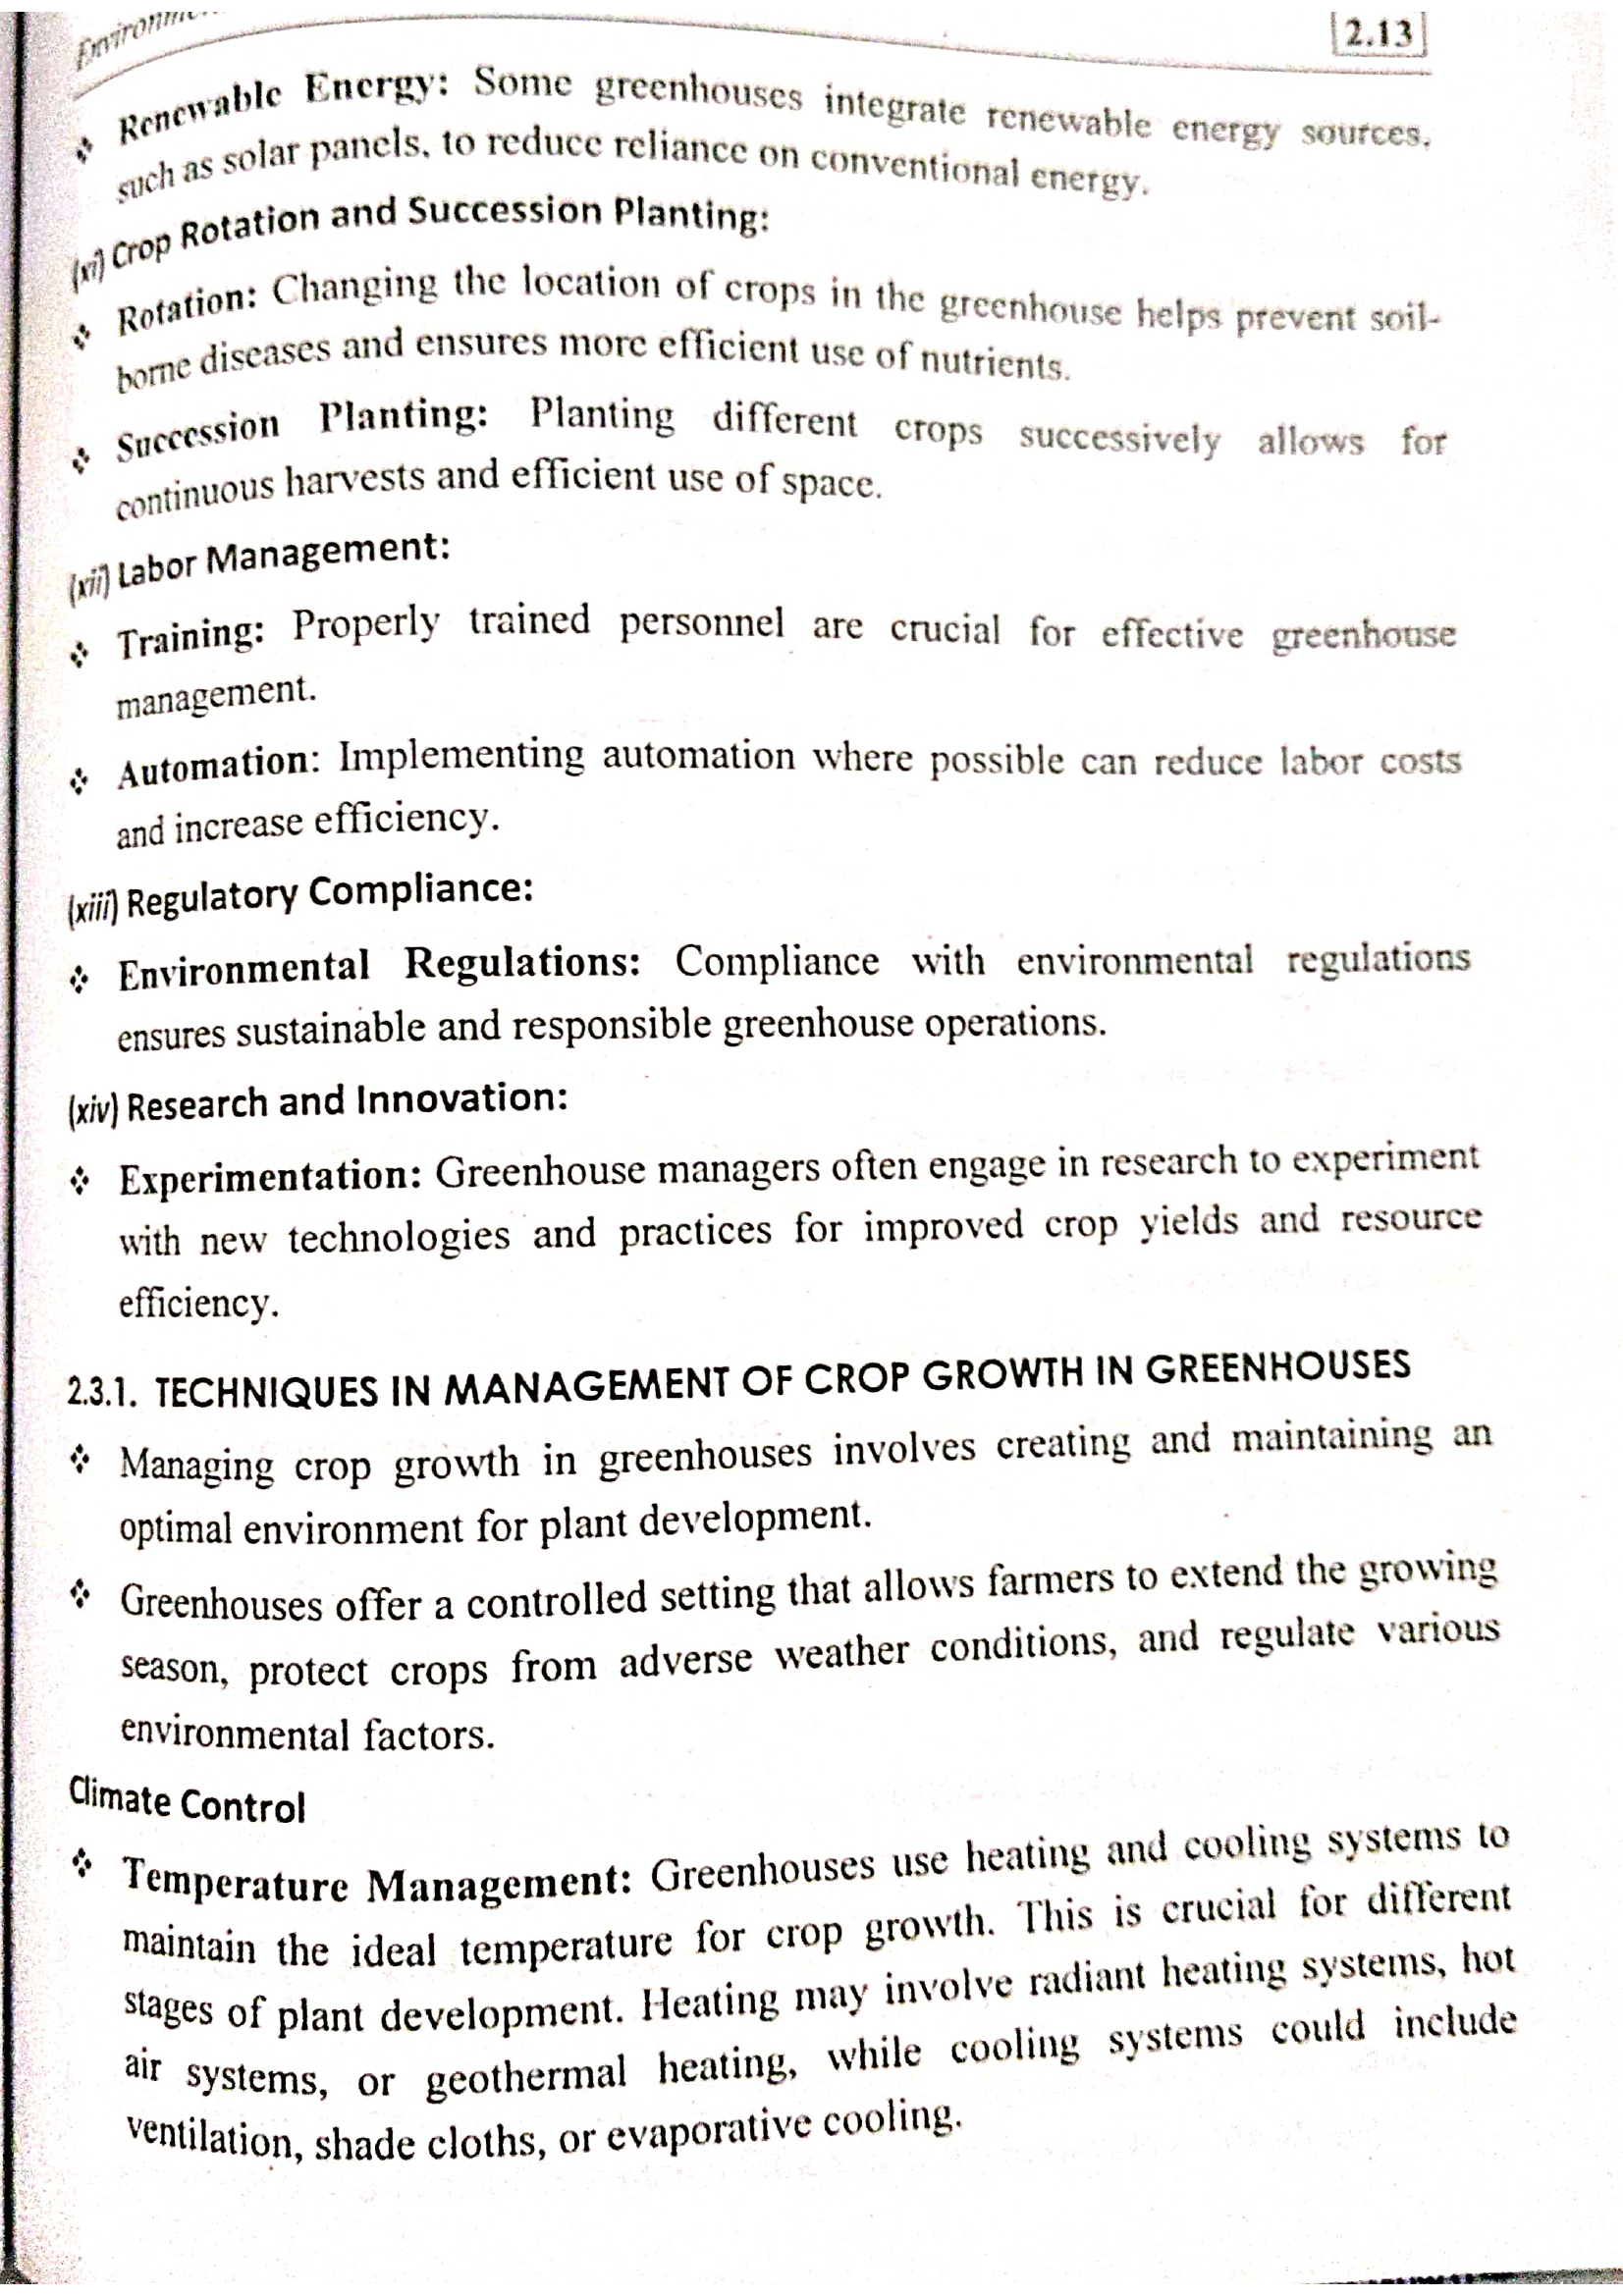 2.13
❖ Renewable Energy: Some greenhouses integrate renewable energy sources,
such as solar panels, to reduce reliance on conventional energy.
(xi) Crop Rotation and Succession Planting:
❖ Rotation: Changing the location of crops in the greenhouse helps prevent soil-
borne diseases and ensures more efficient use of nutrients.
❖ Succession Planting: Planting different crops successively allows for
continuous harvests and efficient use of space.
(xii) Labor Management:
❖ Training: Properly trained personnel are crucial for effective greenhouse
management.
❖ Automation: Implementing automation where possible can reduce labor costs
and increase efficiency.
(xiii) Regulatory Compliance:
❖ Environmental Regulations: Compliance with environmental regulations
ensures sustainable and responsible greenhouse operations.
(xiv) Research and Innovation:
❖ Experimentation: Greenhouse managers often engage in research to experiment
with new technologies and practices for improved crop yields and resource
efficiency.
2.3.1. TECHNIQUES IN MANAGEMENT OF CROP GROWTH IN GREENHOUSES
❖ Managing crop growth in greenhouses involves creating and maintaining an
optimal environment for plant development.
❖ Greenhouses offer a controlled setting that allows farmers to extend the growing
season, protect crops from adverse weather conditions, and regulate various
environmental factors.
Climate Control
❖ Temperature Management: Greenhouses use heating and cooling systems to
maintain the ideal temperature for crop growth. This is crucial for different
stages of plant development. Heating may involve radiant heating systems, hot
air systems, or geothermal heating, while cooling systems could include
ventilation, shade cloths, or evaporative cooling.